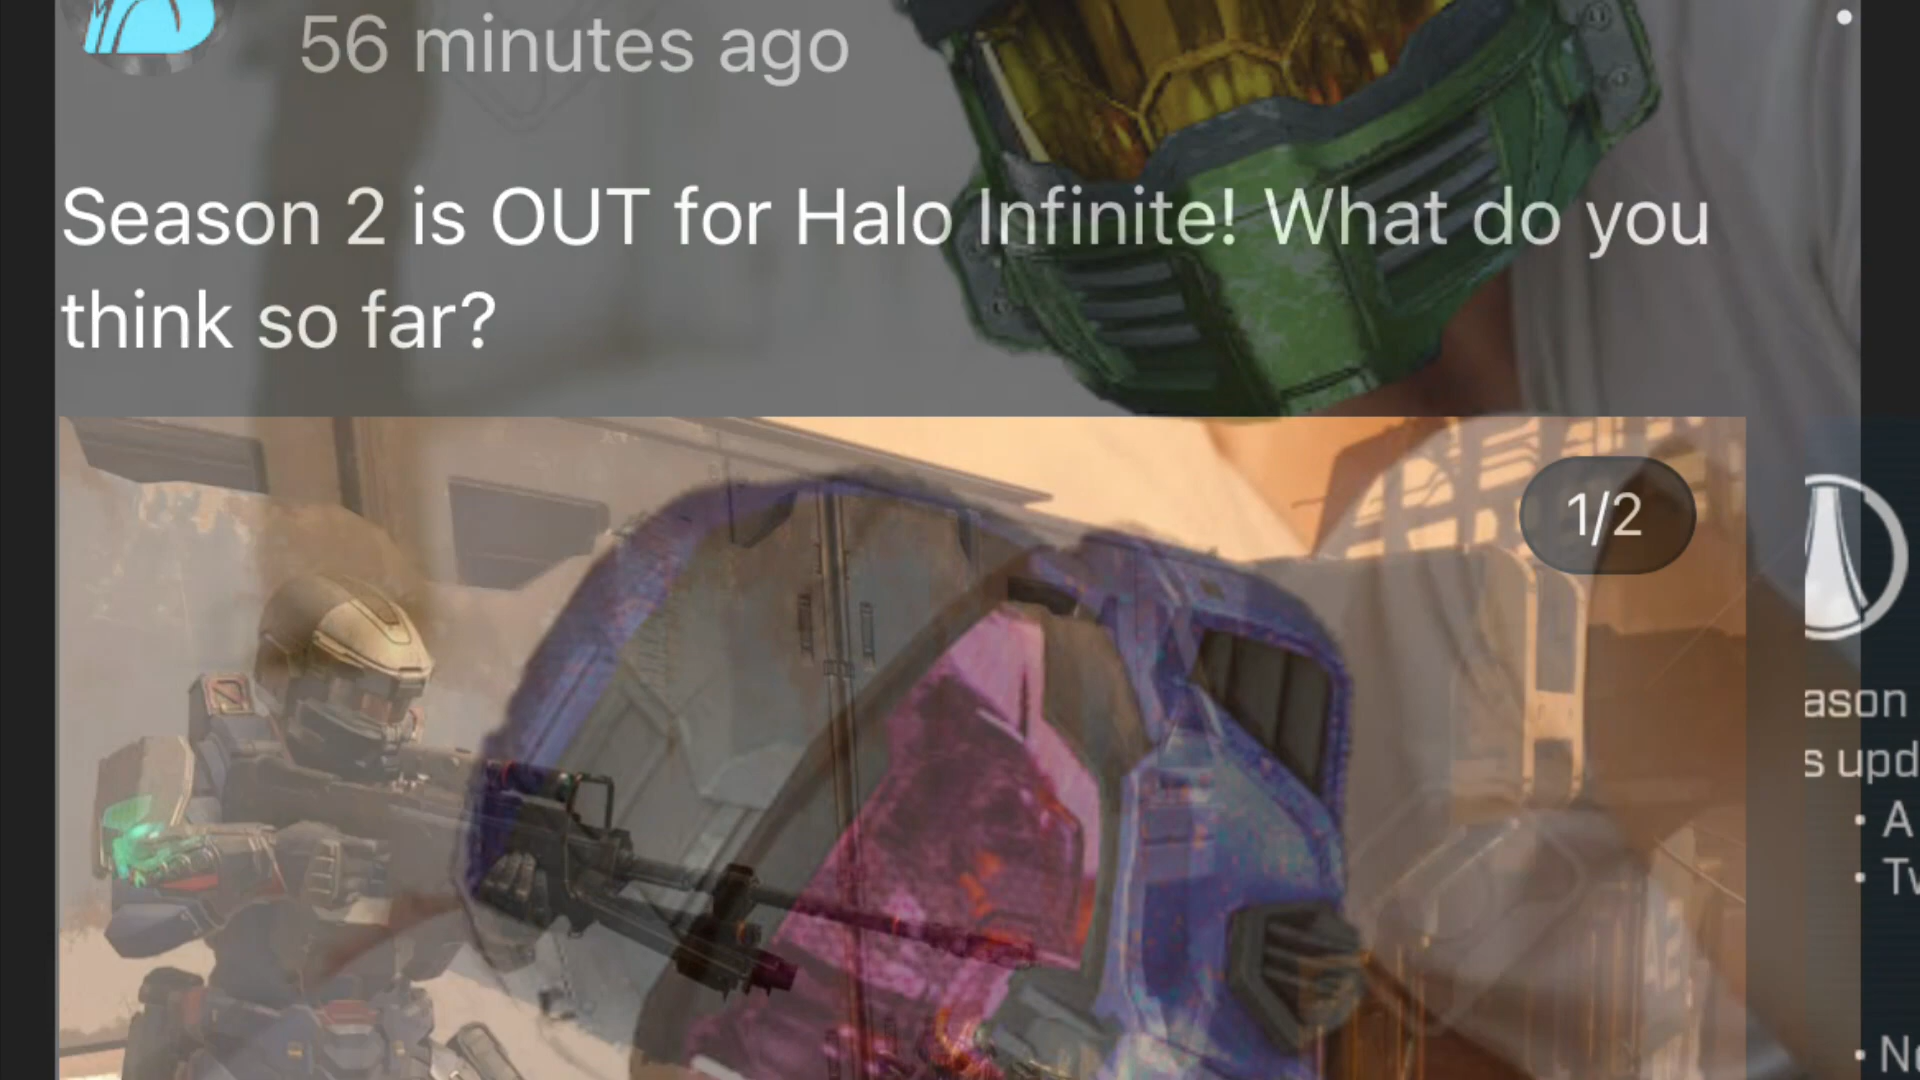 56 minutes ago
Season 2 is OUT for Halo Infinite! What do you
think so far?
1/2
ason
s upd
• A